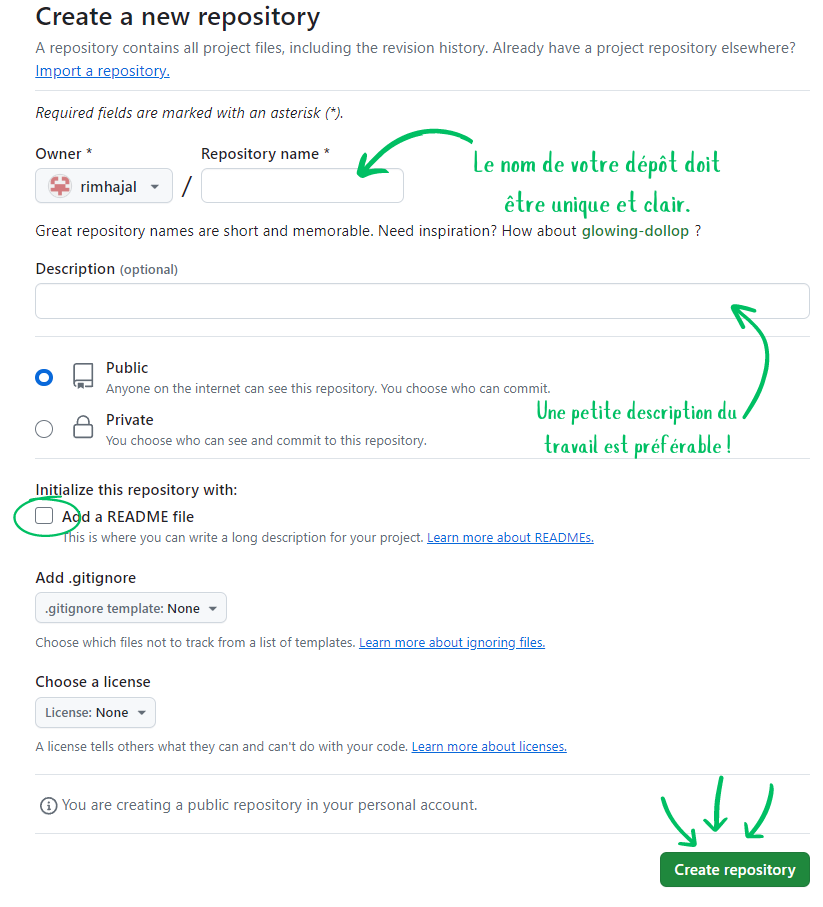 Create a new repository
A repository contains all project files, including the revision history. Already have a project repository elsewhere?
Import a repository.
Required fields are marked with an asterisk (*).
Owner * Repository name *
rimhajal /
Le nom de votre dépôt doit
être unique et clair.
Great repository names are short and memorable. Need inspiration? How about glowing-dollop ?
Description (optional)
Public
Anyone on the internet can see this repository. You choose who can commit.
Private
You choose who can see and commit to this repository.
Une petite description du
travail est préférable !
Initialize this repository with:
Add a README file
This is where you can write a long description for your project. Learn more about READMEs.
Add .gitignore
.gitignore template: None
Choose which files not to track from a list of templates. Learn more about ignoring files.
Choose a license
License: None
A license tells others what they can and can't do with your code. Learn more about licenses.
You are creating a public repository in your personal account.
Create repository